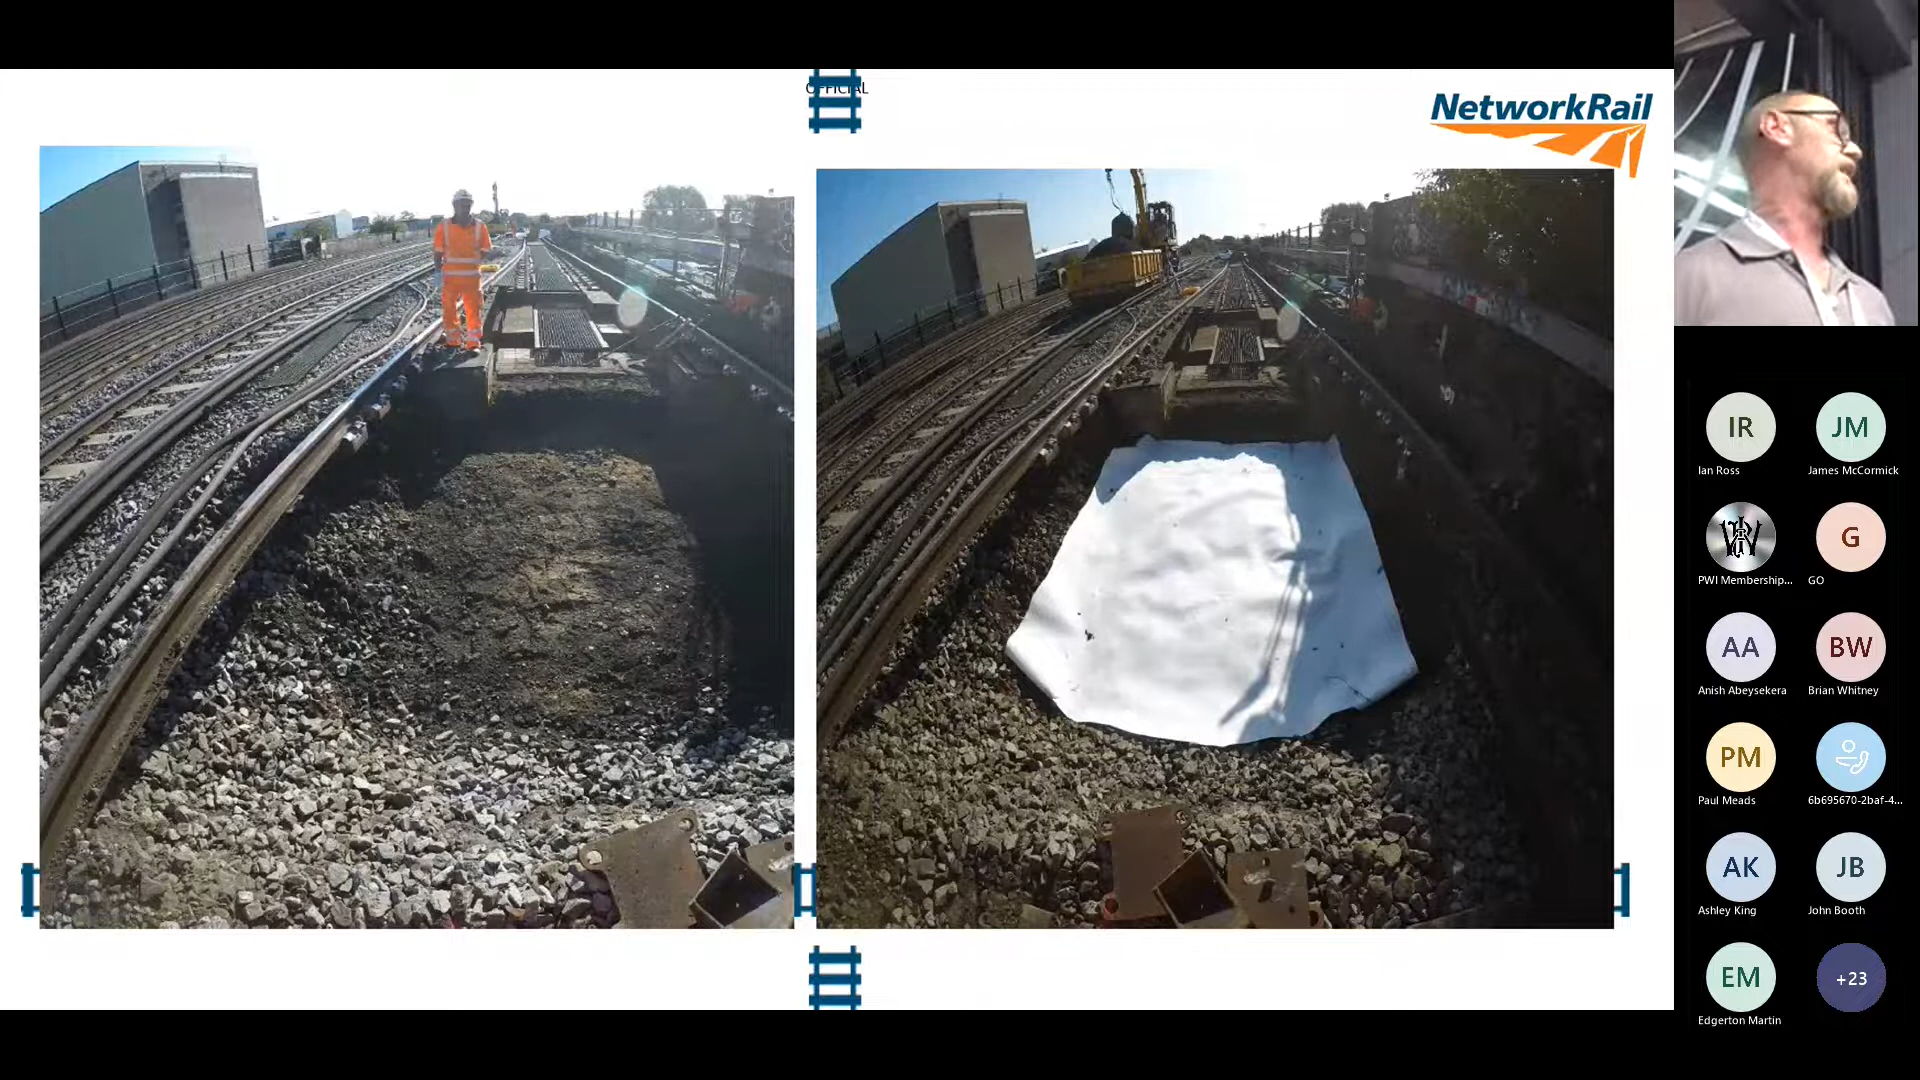 OFFICIAL
NetworkRail
IR
JM
Ian Ross
James McCormick
PWI Membership...
G
GO
AA
BW
Anish Abeysekera
Brian Whitney
PM
Paul Meads
6b695670-2baf-4...
AK
JB
Ashley King
John Booth
EM
+23
Edgerton Martin